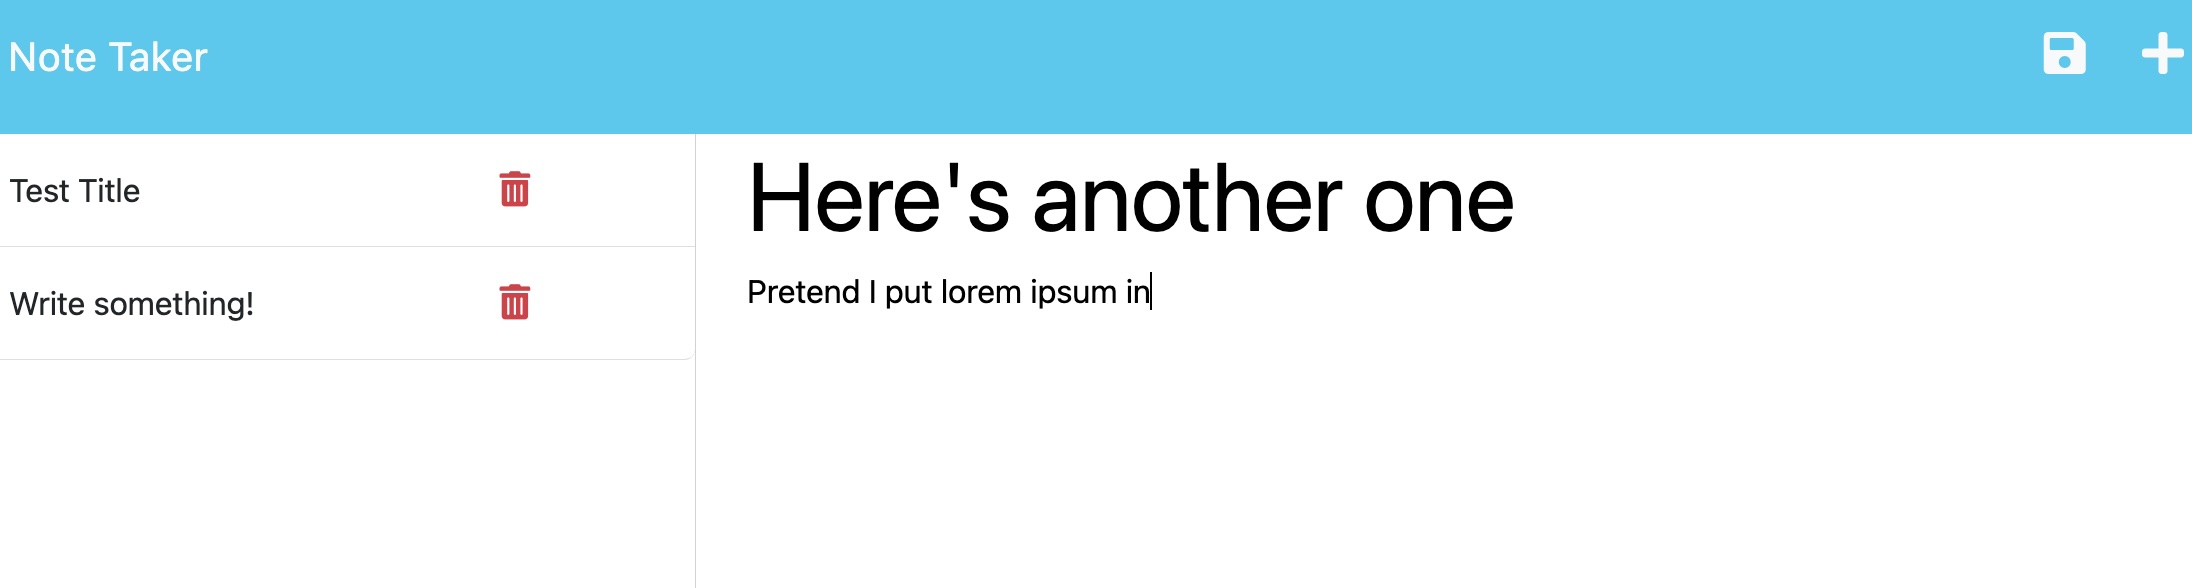 Note Taker
Test Title
Write something!
Here's another one
Pretend I put lorem ipsum in